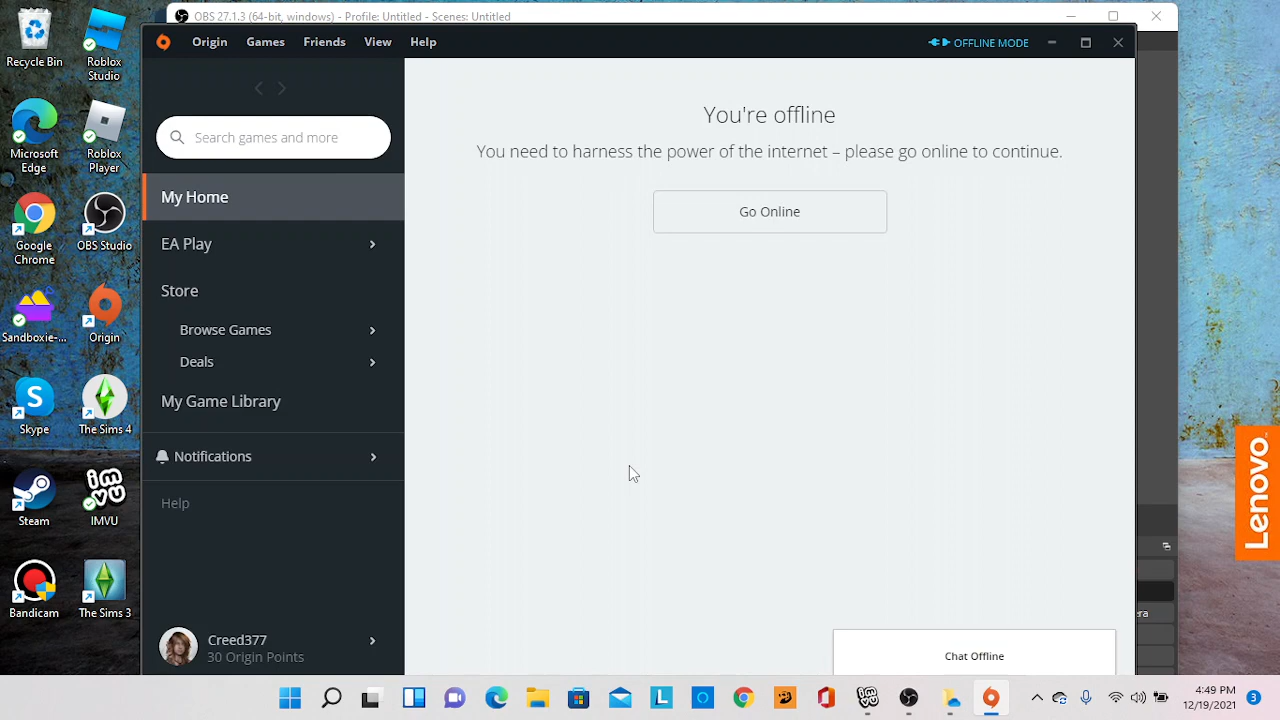 OBS 27.1.3 (64-bit, windows) - Profile: Untitled - Scenes: Untitled
Origin Games Friends View Help OFFLINE MODE
Search games and more
My Home
EA Play
Store
Browse Games
Deals
My Game Library
Notifications
Help
Creed377
30 Origin Points
You're offline
You need to harness the power of the internet – please go online to continue.
Go Online
Chat Offline
Recycle Bin
Roblox Studio
Microsoft Edge
Roblox Player
Google Chrome
OBS Studio
Sandboxie-...
Origin
Skype
The Sims 4
Steam
IMVU
Bandicam
The Sims 3
Lenovo
era
4:49 PM
12/19/2021
3